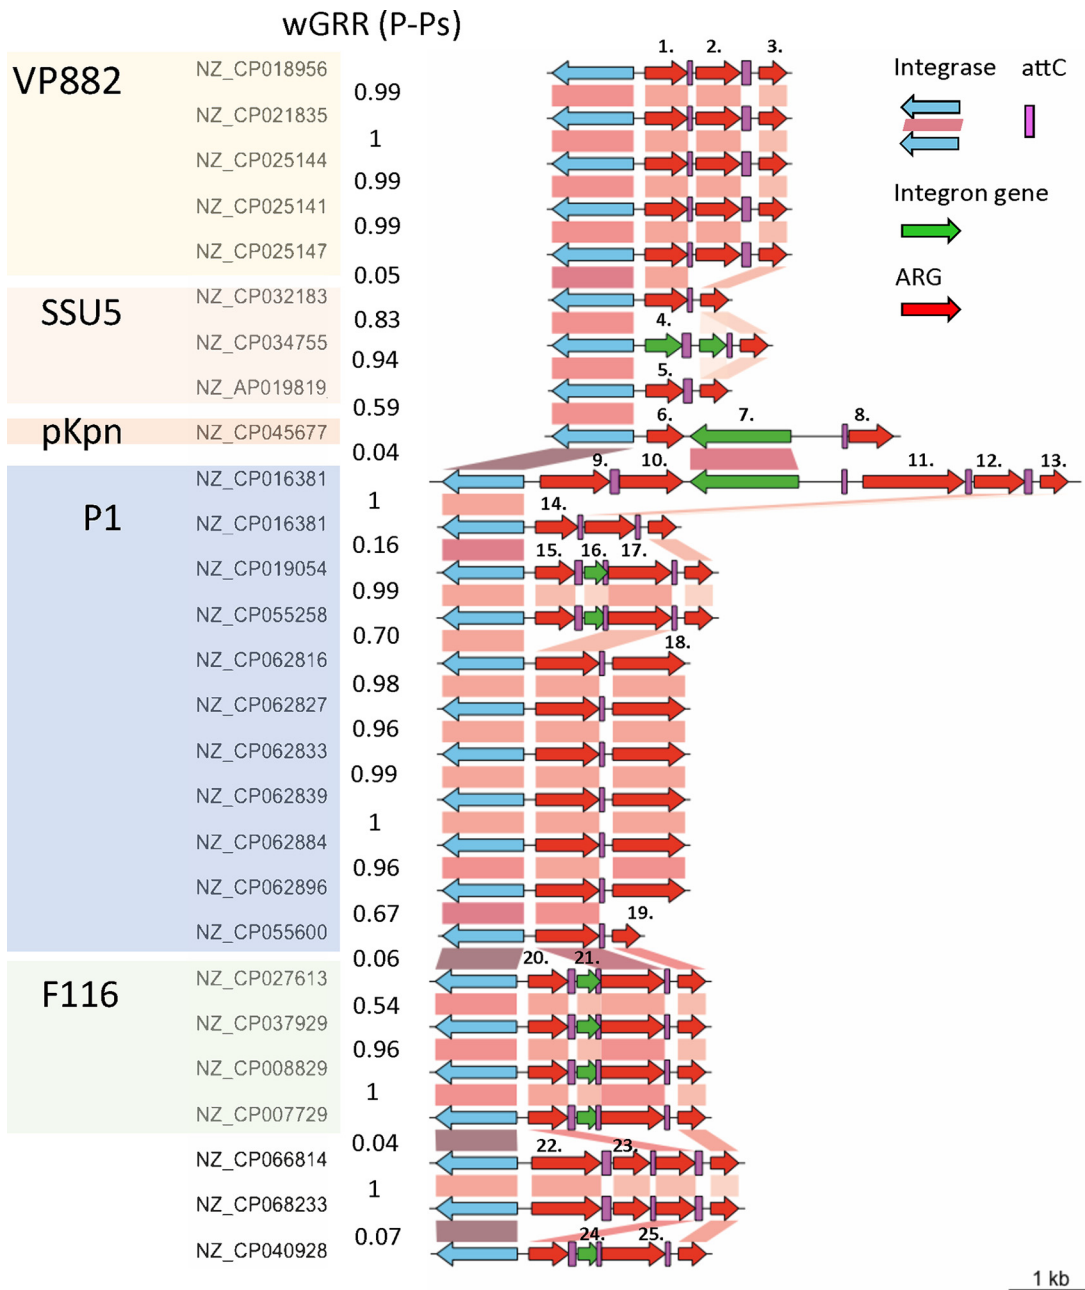 wGRR (P-Ps)
VP882
NZ_CP018956
1. 2. 3.
Integrase attC
0.99
NZ_CP021835
1
NZ_CP025144
0.99
NZ_CP025141
Integron gene
0.99
NZ_CP025147
0.05
ARG
SSU5
NZ_CP032183
0.83
4.
NZ_CP034755
0.94
NZ_AP019819
5.
0.59
pKpn
NZ_CP045677
6. 7. 8.
0.04
P1
NZ_CP016381
9. 10. 11. 12. 13.
1
NZ_CP016381
14.
0.16
NZ_CP019054
15. 16. 17.
0.99
NZ_CP055258
0.70
NZ_CP062816
18.
0.98
NZ_CP062827
0.96
NZ_CP062833
0.99
NZ_CP062839
1
NZ_CP062884
0.96
NZ_CP062896
0.67
NZ_CP055600
19.
0.06
F116
NZ_CP027613
20. 21.
0.54
NZ_CP037929
0.96
NZ_CP008829
1
NZ_CP007729
0.04
NZ_CP066814
22. 23.
1
NZ_CP068233
0.07
NZ_CP040928
24. 25.
1 kb